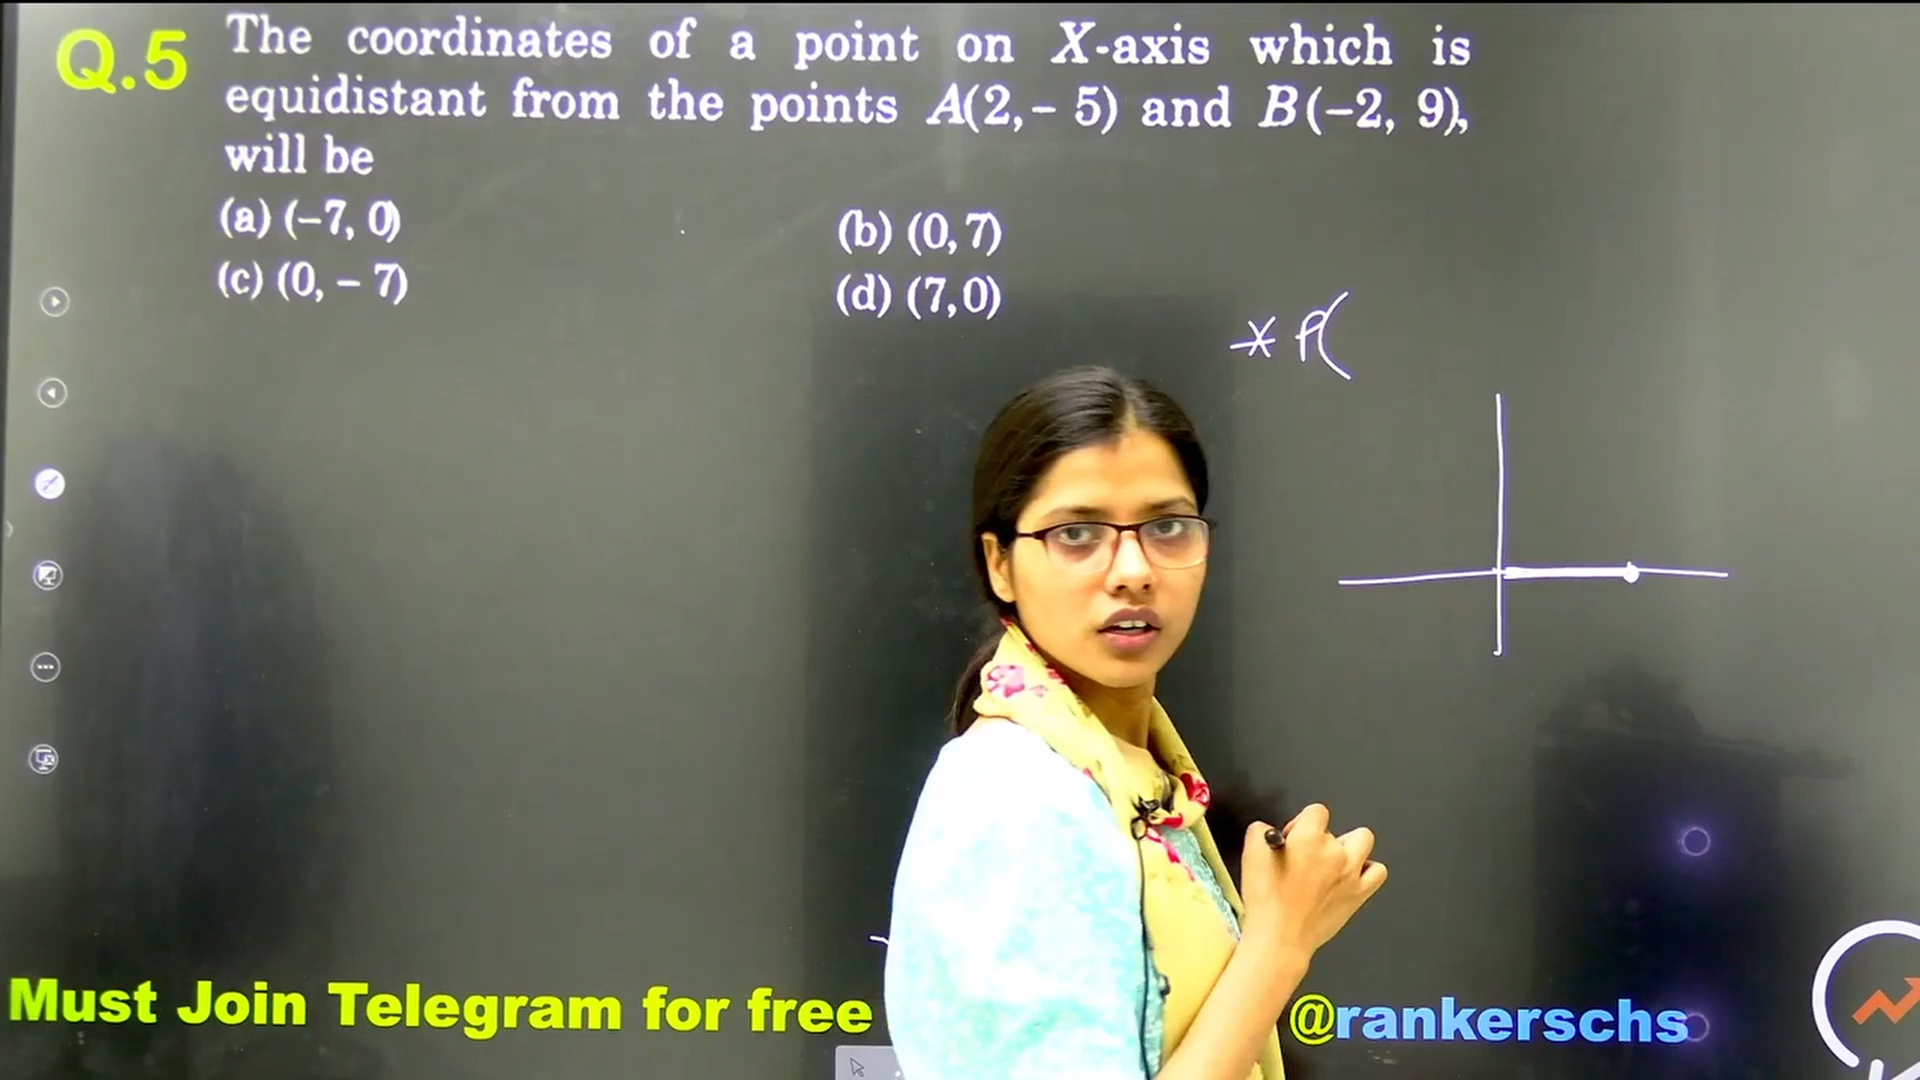 Q.5 The coordinates of a point on X-axis which is
equidistant from the points A(2,– 5) and B(–2, 9),
will be
(a) (–7, 0) (b) (0, 7)
(c) (0, – 7) (d) (7, 0)
* P(
Must Join Telegram for free
@rankerschs